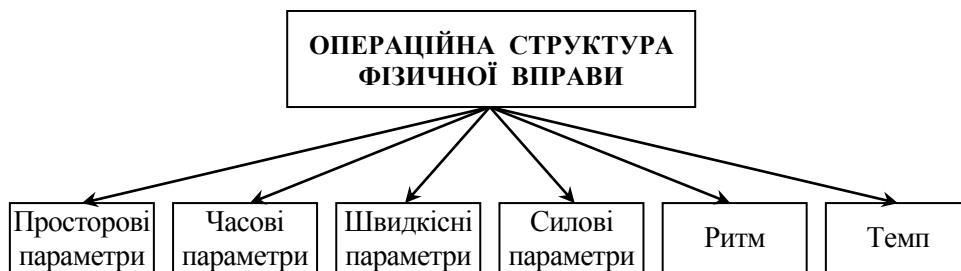 ОПЕРАЦІЙНА СТРУКТУРА
ФІЗИЧНОЇ ВПРАВИ
Просторові
параметри
Часові
параметри
Швидкісні
параметри
Силові
параметри
Ритм
Темп